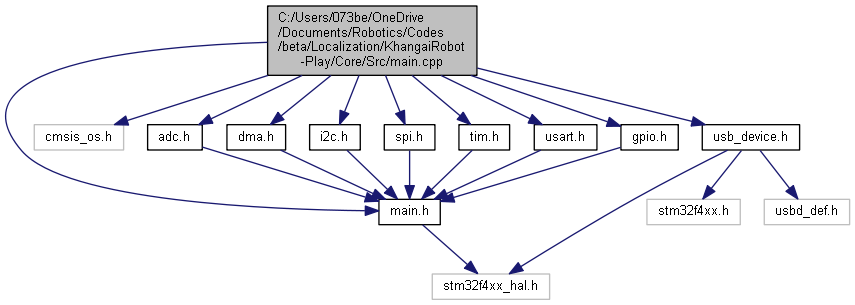 C:/Users/073be/OneDrive
/Documents/Robotics/Codes
/beta/Localization/KhangaiRobot
-Play/Core/Src/main.cpp
cmsis_os.h
adc.h
dma.h
i2c.h
spi.h
tim.h
usart.h
gpio.h
usb_device.h
main.h
stm32f4xx.h
usbd_def.h
stm32f4xx_hal.h